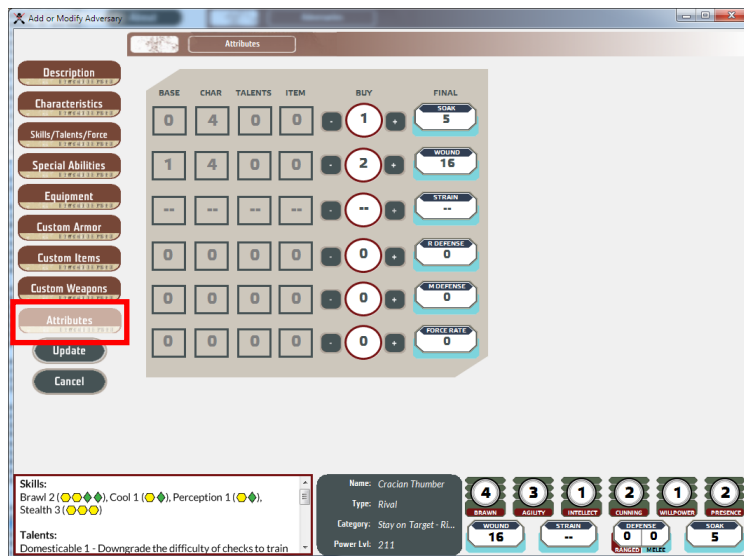 Add or Modify Adversary
Attributes
Description
Characteristics
Skills/Talents/Force
Special Abilities
Equipment
Custom Armor
Custom Items
Custom Weapons
Attributes
Update
Cancel
BASE CHAR TALENTS ITEM BUY FINAL
0 4 0 0 - 1 + SOAK 5
1 4 0 0 - 2 + WOUND 16
-- -- -- -- - -- + STRAIN --
0 0 0 0 - 0 + R DEFENSE 0
0 0 0 0 - 0 + M DEFENSE 0
0 0 0 0 - 0 + FORCE RATE 0
Skills:
Brawl 2 (), Cool 1 (), Perception 1 (),
Stealth 3 ()
Talents:
Domesticable 1 - Downgrade the difficulty of checks to train
Name: Cracian Thumber
Type: Rival
Category: Stay on Target - Ri...
Power Lvl: 211
4 3 1 2 1 2
BRAWN AGILITY INTELLECT CUNNING WILLPOWER PRESENCE
WOUND STRAIN DEFENSE SOAK
16 -- 0 0 5
RANGED MELEE